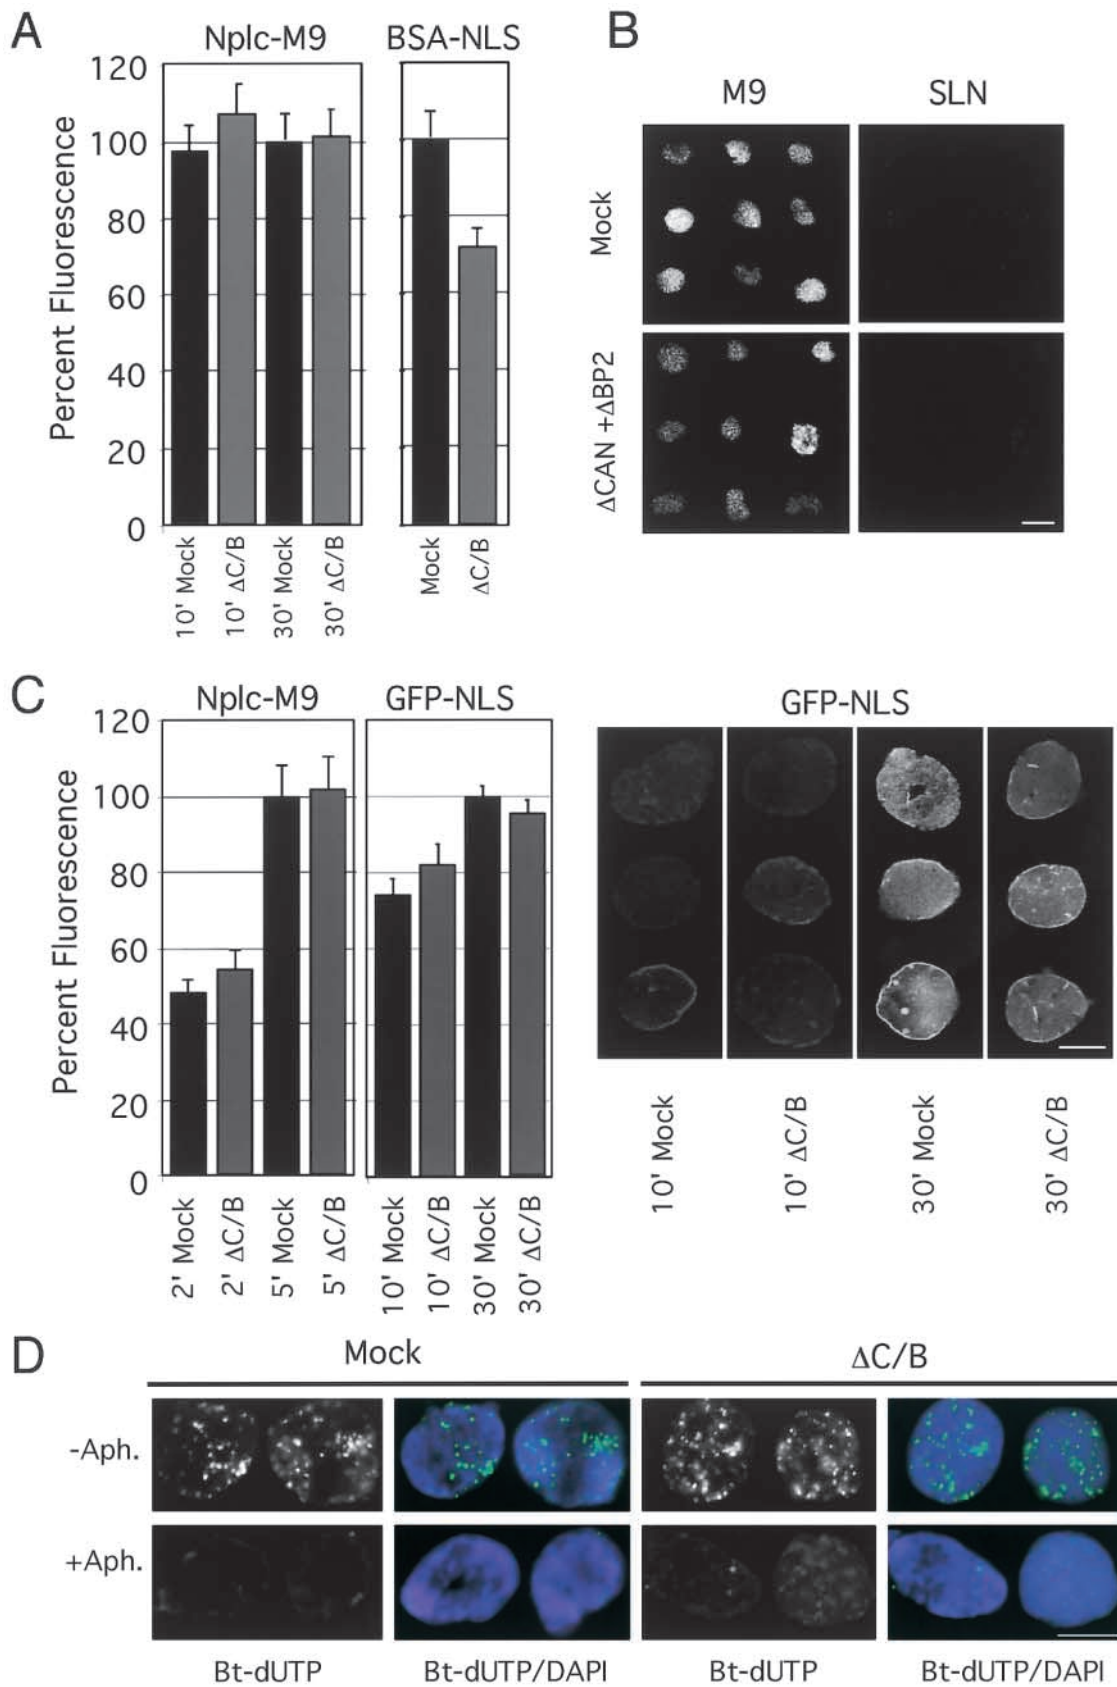 A
Nplc-M9
BSA-NLS
Percent Fluorescence
120
100
80
60
40
20
0
10' Mock
10' ΔC/B
30' Mock
30' ΔC/B
Mock
ΔC/B
B
M9
SLN
Mock
ΔCAN +ΔBP2
C
Nplc-M9
GFP-NLS
Percent Fluorescence
120
100
80
60
40
20
0
2' Mock
2' ΔC/B
5' Mock
5' ΔC/B
10' Mock
10' ΔC/B
30' Mock
30' ΔC/B
GFP-NLS
10' Mock
10' ΔC/B
30' Mock
30' ΔC/B
D
Mock
ΔC/B
-Aph.
+Aph.
Bt-dUTP
Bt-dUTP/DAPI
Bt-dUTP
Bt-dUTP/DAPI